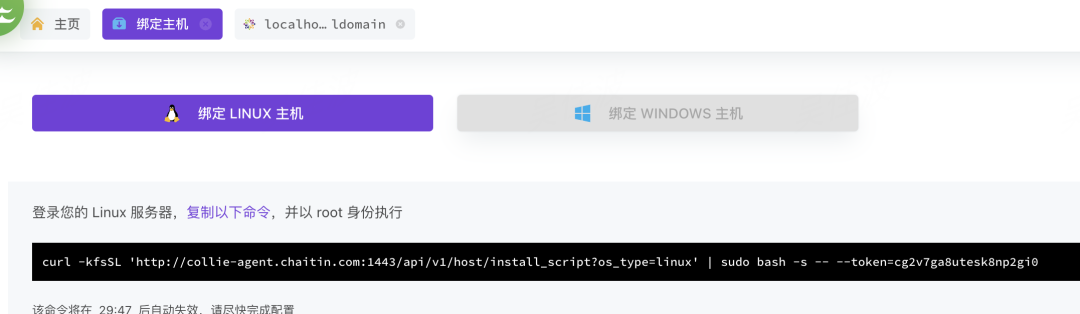 主页 绑定主机 localho… ldomain
绑定 LINUX 主机 绑定 WINDOWS 主机
登录您的 Linux 服务器，复制以下命令，并以 root 身份执行
curl -kfsSL 'http://collie-agent.chaitin.com:1443/api/v1/host/install_script?os_type=linux' | sudo bash -s -- --token=cg2v7ga8utesk8np2gi0
该命令将在 29:47 后自动失效，请尽快完成配置